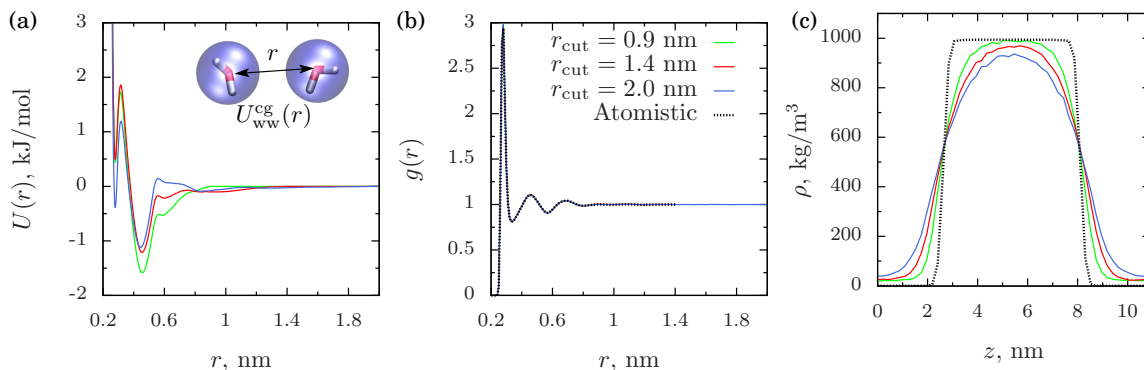 (a)
U(r), kJ/mol
3
2
1
0
−1
−2
0.2 0.6 1 1.4 1.8
r, nm
r
U^cg_ww(r)
(b)
g(r)
3
2.5
2
1.5
1
0.5
0
0.2 0.6 1 1.4 1.8
r, nm
r_cut = 0.9 nm
r_cut = 1.4 nm
r_cut = 2.0 nm
Atomistic
(c)
ρ, kg/m³
1000
800
600
400
200
0
0 2 4 6 8 10
z, nm